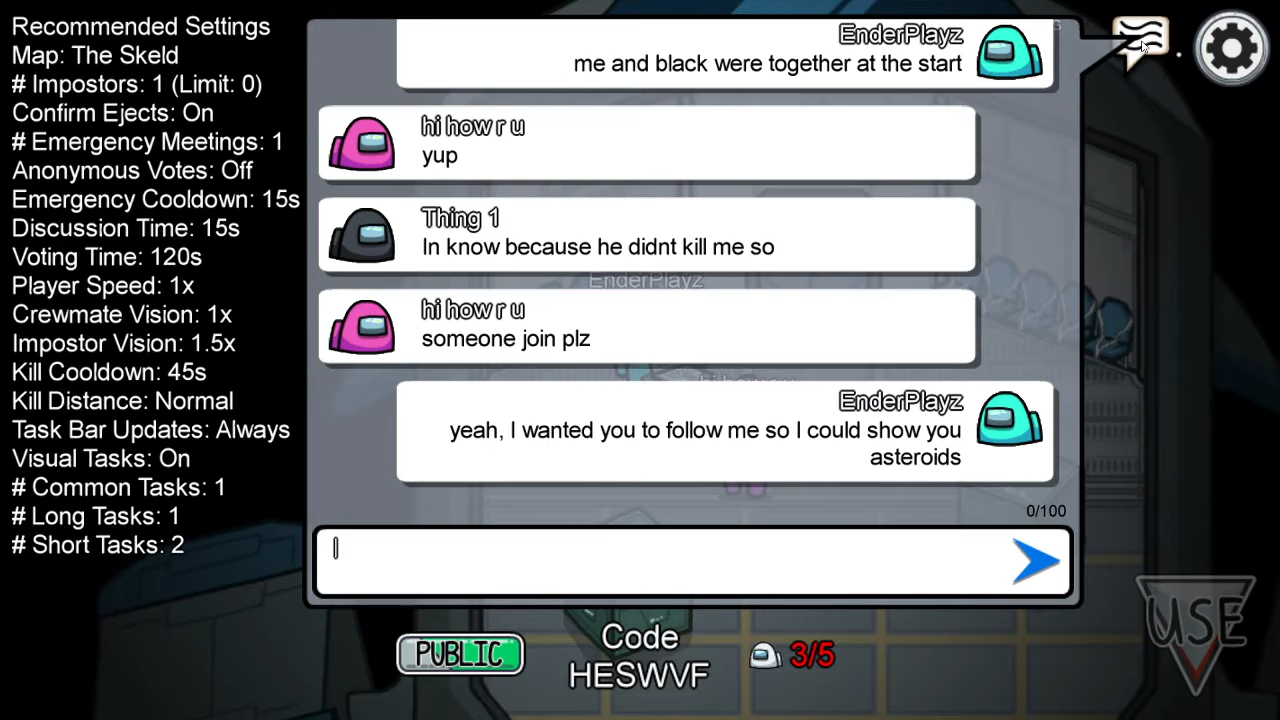 Recommended Settings
Map: The Skeld
# Impostors: 1 (Limit: 0)
Confirm Ejects: On
# Emergency Meetings: 1
Anonymous Votes: Off
Emergency Cooldown: 15s
Discussion Time: 15s
Voting Time: 120s
Player Speed: 1x
Crewmate Vision: 1x
Impostor Vision: 1.5x
Kill Cooldown: 45s
Kill Distance: Normal
Task Bar Updates: Always
Visual Tasks: On
# Common Tasks: 1
# Long Tasks: 1
# Short Tasks: 2
EnderPlayz
me and black were together at the start
hi how r u
yup
Thing 1
In know because he didnt kill me so
EnderPlayz
hi how r u
someone join plz
hi how r u
EnderPlayz
yeah, I wanted you to follow me so I could show you
asteroids
0/100
PUBLIC
Code
HESWVF
3/5
USE